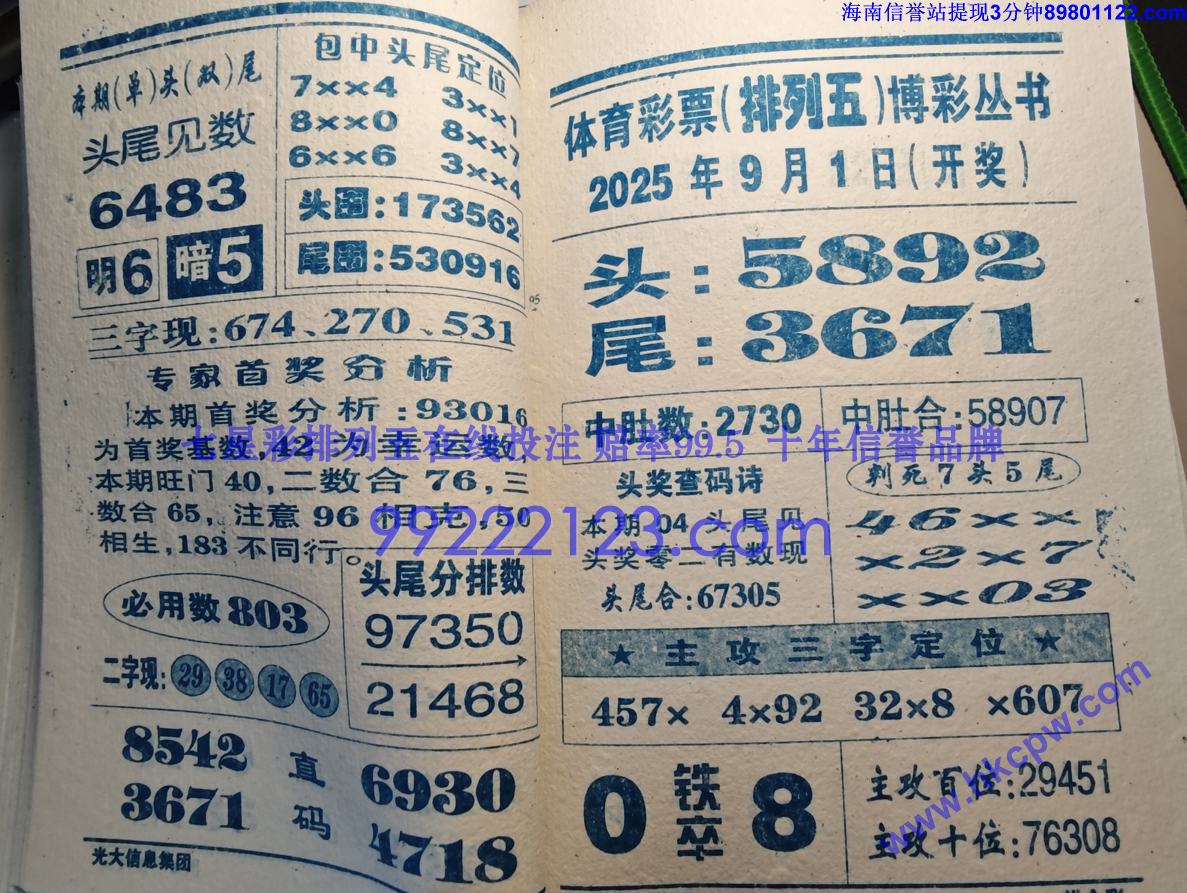 海南信誉站提现3分钟89801122.com
本期(单)头(双)尾
头尾见数
6483
明6 暗5
包中头尾定位
7××4 3××1
8××0 8××7
6××6 3××4
头围:173562
尾围:530916
三字现:674、270、531
专家首奖分析
本期首奖分析:93016
为首奖基数,42为幸运数,
本期旺门40,二数合76,三
数合65,注意96相克,50
相生,183不同行。
必用数803
二字现:29 38 17 65
头尾分排数
97350
21468
8542 直 6930
3671 码 4718
光大信息集团
体育彩票(排列五)博彩丛书
2025年9月1日(开奖)
头:5892
尾:3671
中肚数:2730
中肚合:58907
七星彩排列五在线投注 赔率99.5 十年信誉品牌
99222123.com
头奖查码诗
本期04头尾见
头奖零二有数现
头尾合:67305
判死7头5尾
46××
×2×7
××03
★主攻三字定位★
457× 4×92 32×8 ×607
0 铁卒 8
主攻百位:29451
主攻十位:76308
www.hkcpw.com